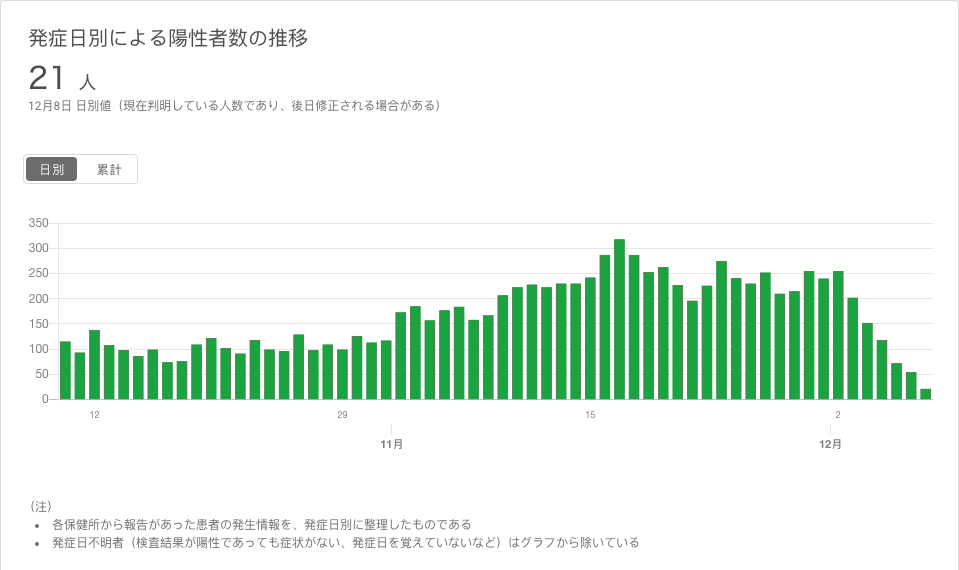 発症日別による陽性者数の推移
21 人
12月8日 日別値（現在判明している人数であり、後日修正される場合がある）
日別 累計
350
300
250
200
150
100
50
0
12 29 15 2
11月 12月
（注）
• 各保健所から報告があった患者の発生情報を、発症日別に整理したものである
• 発症日不明者（検査結果が陽性であっても症状がない、発症日を覚えていないなど）はグラフから除いている